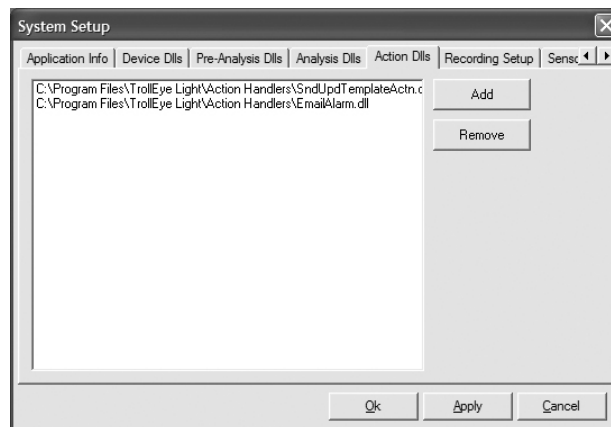 System Setup
Application Info Device Dlls Pre-Analysis Dlls Analysis Dlls Action Dlls Recording Setup
C:\Program Files\TrollEye Light\Action Handlers\SndUpdTemplateActn.c
C:\Program Files\TrollEye Light\Action Handlers\EmailAlarm.dll
Add
Remove
Ok Apply Cancel